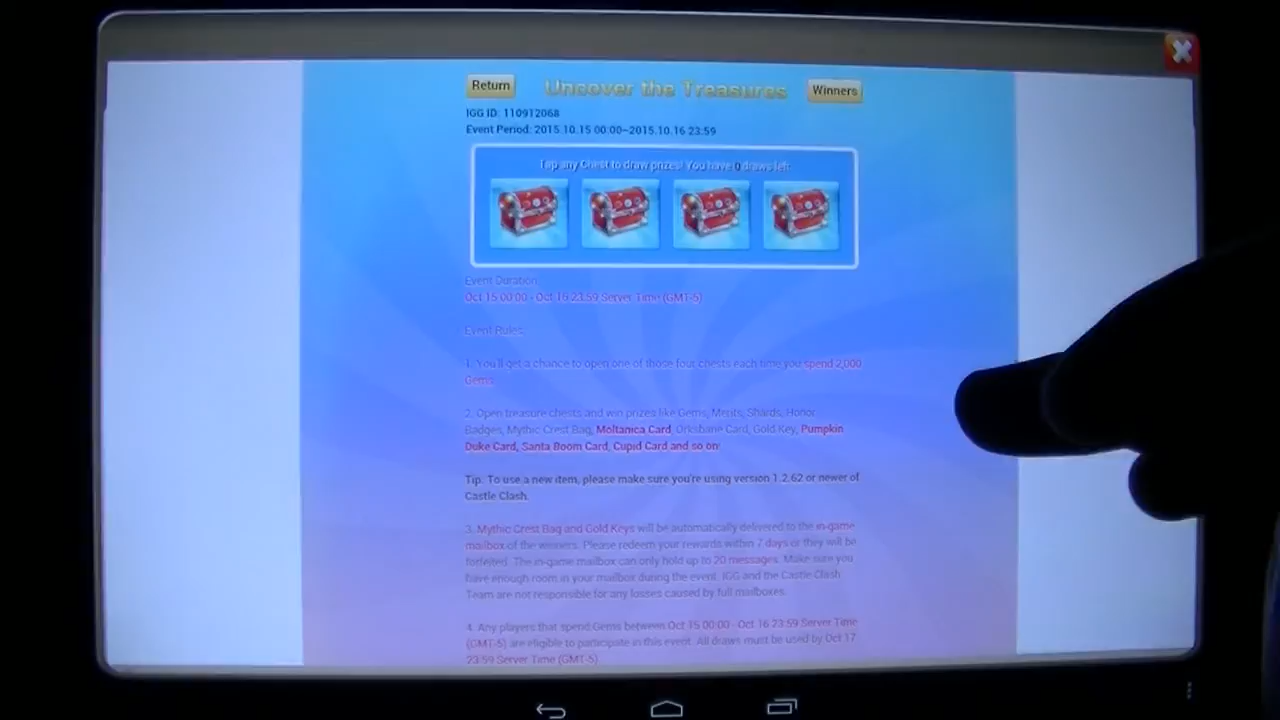 Return
Uncover the Treasures
Winners
IGG ID: 110912068
Event Period: 2015.10.15 00:00~2015.10.16 23:59
Tap any Chest to draw prizes! You have 0 draws left
Event Duration:
Oct 15 00:00 - Oct 16 23:59 Server Time (GMT-5)
Event Rules:
1. You'll get a chance to open one of those four chests each time you spend 2,000
Gems.
2. Open treasure chests and win prizes like Gems, Merits, Shards, Honor
Badges, Mythic Crest Bag, Moltanica Card, Orksbane Card, Gold Key, Pumpkin
Duke Card, Santa Boom Card, Cupid Card and so on!
Tip: To use a new item, please make sure you're using version 1.2.62 or newer of
Castle Clash.
3. Mythic Crest Bag and Gold Keys will be automatically delivered to the in-game
mailbox of the winners. Please redeem your rewards within 7 days or they will be
forfeited. The in-game mailbox can only hold up to 20 messages. Make sure you
have enough room in your mailbox during the event. IGG and the Castle Clash
Team are not responsible for any losses caused by full mailboxes.
4. Any players that spend Gems between Oct 15 00:00 - Oct 16 23:59 Server Time
(GMT-5) are eligible to participate in this event. All draws must be used by Oct 17
23:59 Server Time (GMT-5)